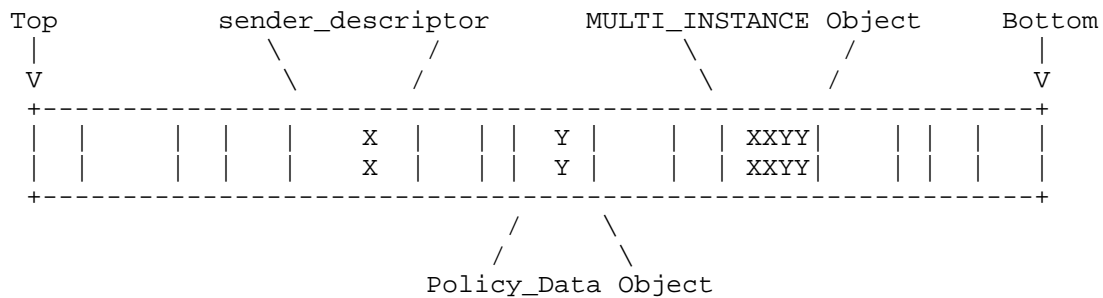 Top sender_descriptor MULTI_INSTANCE Object Bottom
| \ / \ / |
V \ / \ / V
+--------------------------------------------------------------+
| | | | | X | | | Y | | | XXYY| | | | |
| | | | | X | | | Y | | | XXYY| | | | |
+--------------------------------------------------------------+
/ \
/ \
Policy_Data Object